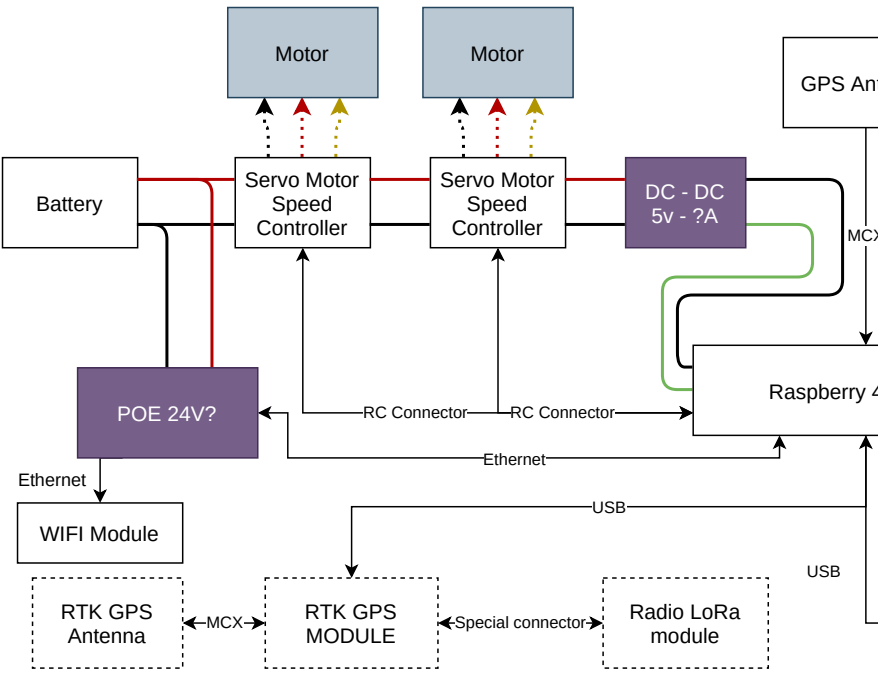 Motor
Motor
GPS Ant
Battery
Servo Motor
Speed
Controller
Servo Motor
Speed
Controller
DC - DC
5v - ?A
MCX
POE 24V?
RC Connector
RC Connector
Raspberry 4
Ethernet
Ethernet
WIFI Module
USB
USB
RTK GPS
Antenna
MCX
RTK GPS
MODULE
Special connector
Radio LoRa
module